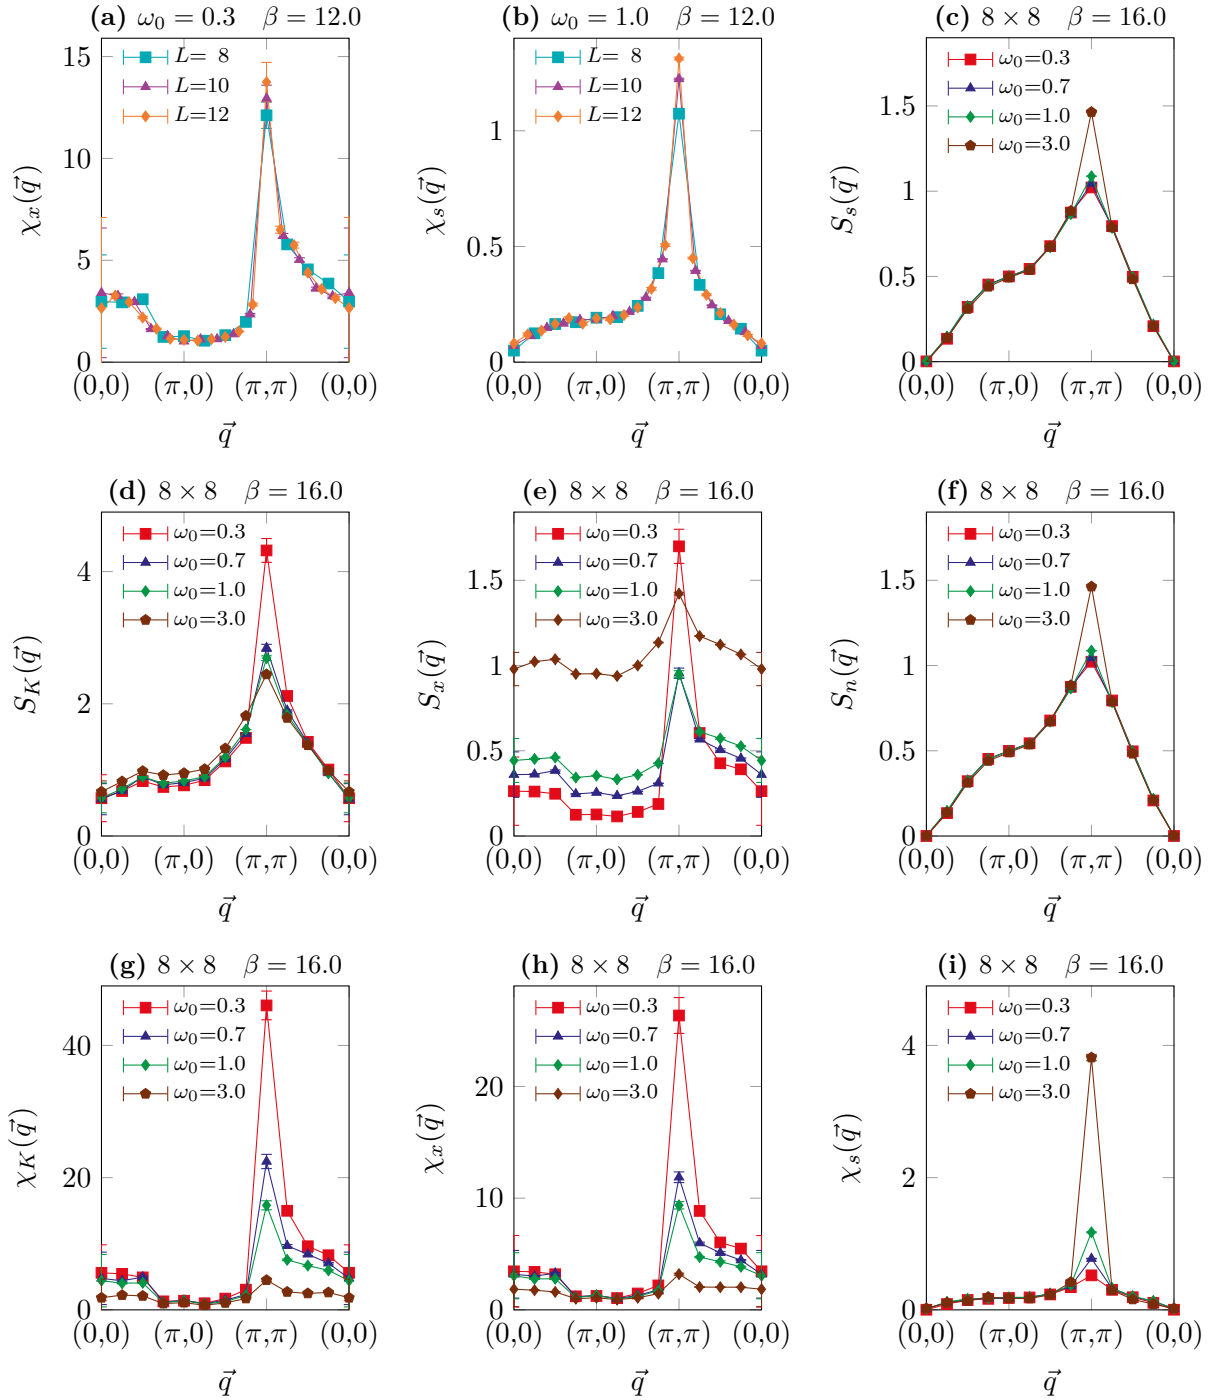 (a) ω₀ = 0.3 β = 12.0
L= 8
L=10
L=12
χₓ(q⃗)
15
10
5
0
(0,0) (π,0) (π,π) (0,0)
q⃗
(b) ω₀ = 1.0 β = 12.0
L= 8
L=10
L=12
χₛ(q⃗)
1
0.5
0
(0,0) (π,0) (π,π) (0,0)
q⃗
(c) 8 × 8 β = 16.0
ω₀=0.3
ω₀=0.7
ω₀=1.0
ω₀=3.0
Sₛ(q⃗)
1.5
1
0.5
0
(0,0) (π,0) (π,π) (0,0)
q⃗
(d) 8 × 8 β = 16.0
ω₀=0.3
ω₀=0.7
ω₀=1.0
ω₀=3.0
S_K(q⃗)
4
2
0
(0,0) (π,0) (π,π) (0,0)
q⃗
(e) 8 × 8 β = 16.0
ω₀=0.3
ω₀=0.7
ω₀=1.0
ω₀=3.0
Sₓ(q⃗)
1.5
1
0.5
0
(0,0) (π,0) (π,π) (0,0)
q⃗
(f) 8 × 8 β = 16.0
ω₀=0.3
ω₀=0.7
ω₀=1.0
ω₀=3.0
Sₙ(q⃗)
1.5
1
0.5
0
(0,0) (π,0) (π,π) (0,0)
q⃗
(g) 8 × 8 β = 16.0
ω₀=0.3
ω₀=0.7
ω₀=1.0
ω₀=3.0
χ_K(q⃗)
40
20
0
(0,0) (π,0) (π,π) (0,0)
q⃗
(h) 8 × 8 β = 16.0
ω₀=0.3
ω₀=0.7
ω₀=1.0
ω₀=3.0
χₓ(q⃗)
20
10
0
(0,0) (π,0) (π,π) (0,0)
q⃗
(i) 8 × 8 β = 16.0
ω₀=0.3
ω₀=0.7
ω₀=1.0
ω₀=3.0
χₛ(q⃗)
4
2
0
(0,0) (π,0) (π,π) (0,0)
q⃗